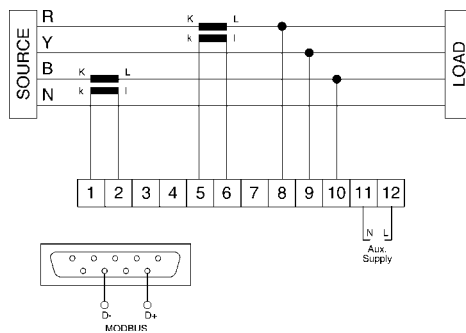 SOURCE
R
Y
B
N
K L
k l
K L
k l
LOAD
1 2 3 4 5 6 7 8 9 10 11 12
N L
Aux.
Supply
D- D+
MODBUS